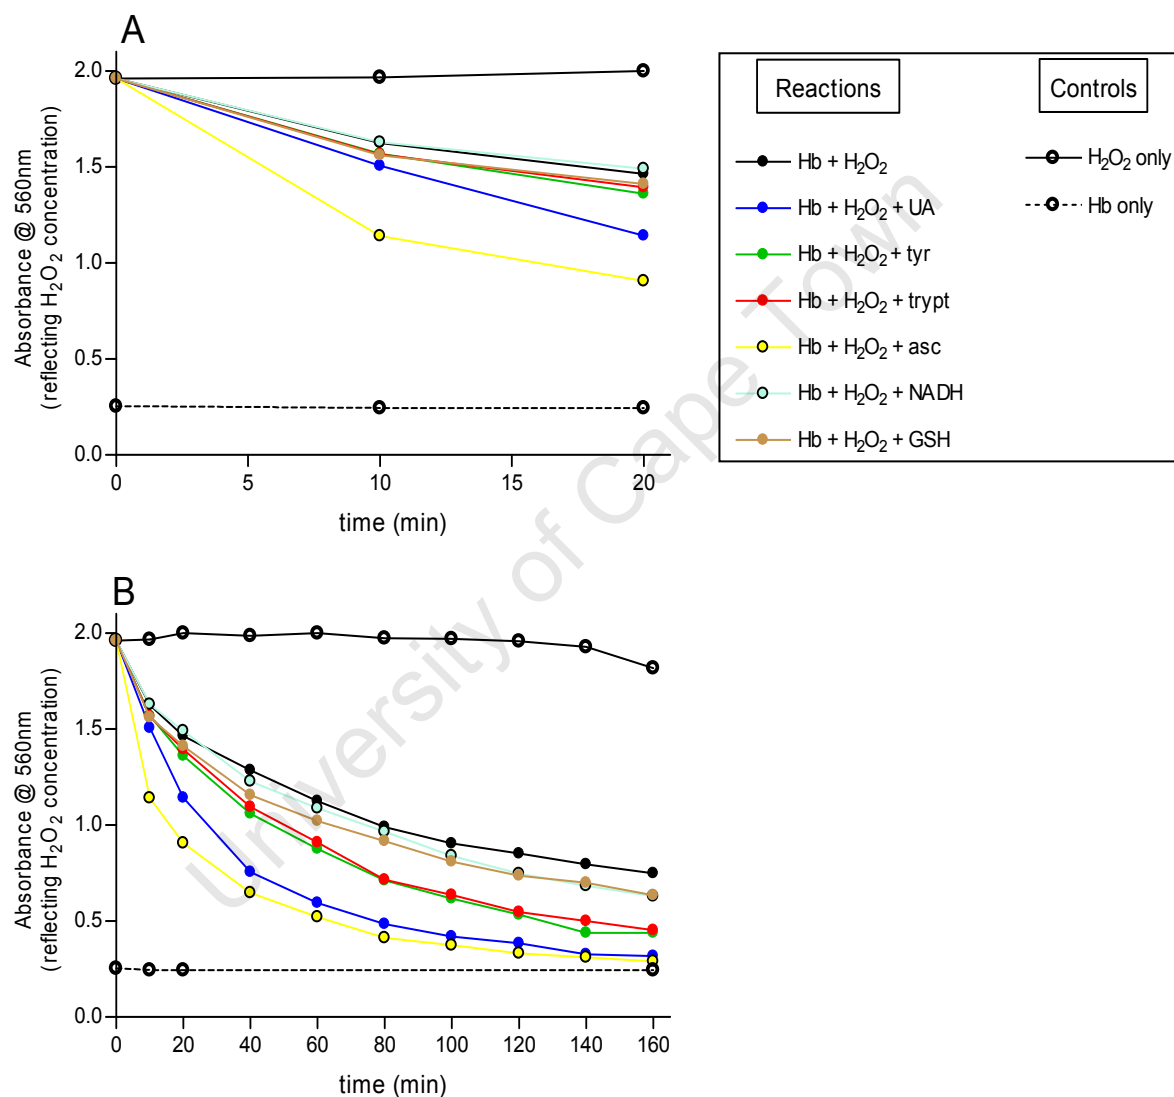 A
2.0
1.5
1.0
0.5
0.0
Absorbance @ 560nm
(reflecting H₂O₂ concentration)
0 5 10 15 20
time (min)
Reactions Controls
Hb + H₂O₂
Hb + H₂O₂ + UA
Hb + H₂O₂ + tyr
Hb + H₂O₂ + trypt
Hb + H₂O₂ + asc
Hb + H₂O₂ + NADH
Hb + H₂O₂ + GSH
H₂O₂ only
Hb only
B
2.0
1.5
1.0
0.5
0.0
Absorbance @ 560nm
(reflecting H₂O₂ concentration)
0 20 40 60 80 100 120 140 160
time (min)
University of Cape Town